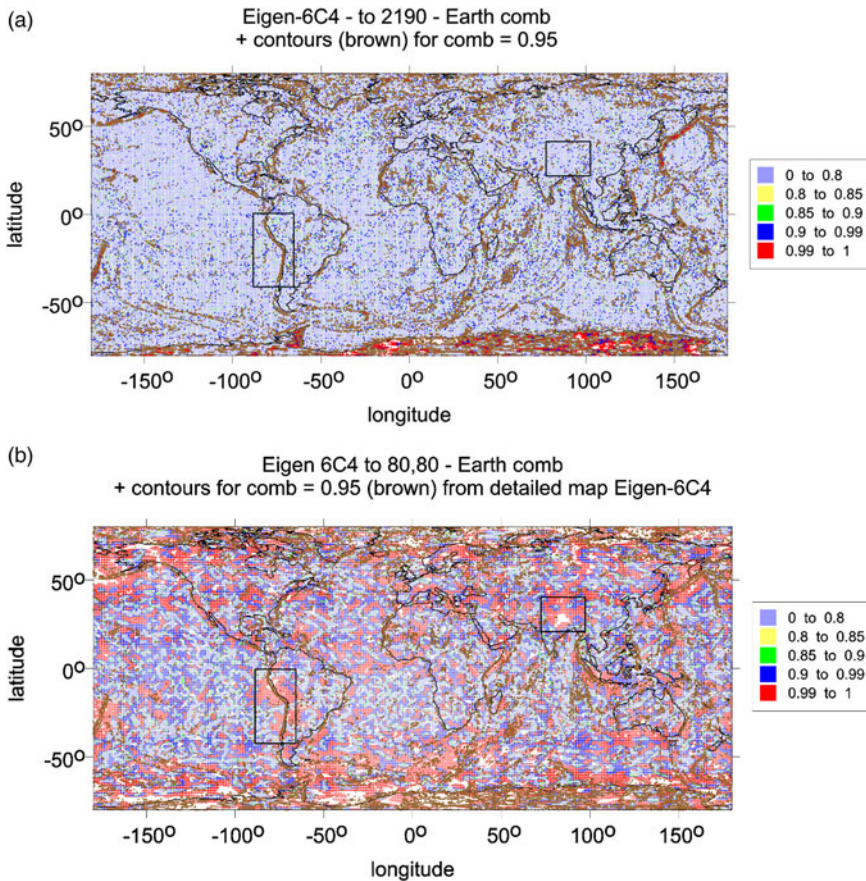 (a)
Eigen-6C4 - to 2190 - Earth comb
+ contours (brown) for comb = 0.95
50º
0º
-50º
latitude
-150º -100º -50º 0º 50º 100º 150º
longitude
0 to 0.8
0.8 to 0.85
0.85 to 0.9
0.9 to 0.99
0.99 to 1
(b)
Eigen 6C4 to 80,80 - Earth comb
+ contours for comb = 0.95 (brown) from detailed map Eigen-6C4
50º
0º
-50º
latitude
-150º -100º -50º 0º 50º 100º 150º
longitude
0 to 0.8
0.8 to 0.85
0.85 to 0.9
0.9 to 0.99
0.99 to 1